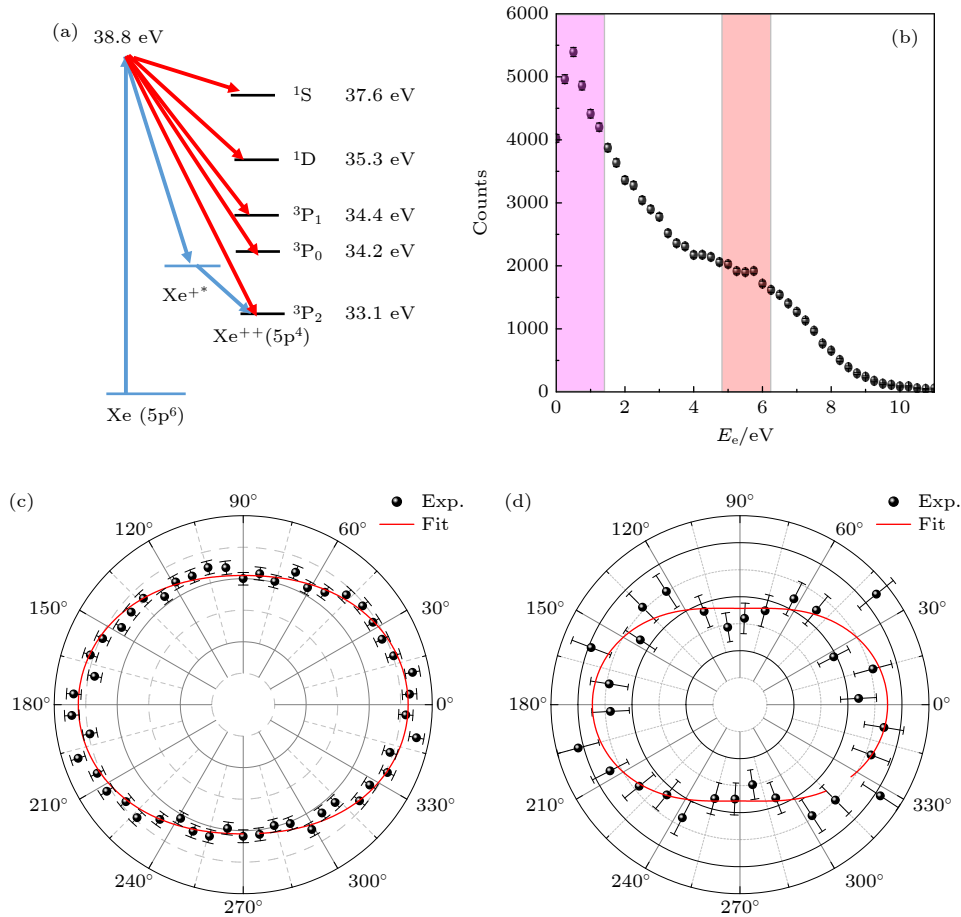 (a)
38.8 eV
¹S 37.6 eV
¹D 35.3 eV
³P₁ 34.4 eV
³P₀ 34.2 eV
Xe⁺*
³P₂ 33.1 eV
Xe⁺⁺(5p⁴)
Xe (5p⁶)
(b)
6000
5000
4000
3000
2000
1000
0
Counts
0 2 4 6 8 10
Eₑ/eV
(c)
90°
Exp.
Fit
120° 60°
150° 30°
180° 0°
210° 330°
240° 300°
270°
(d)
90°
Exp.
Fit
120° 60°
150° 30°
180° 0°
210° 330°
240° 300°
270°